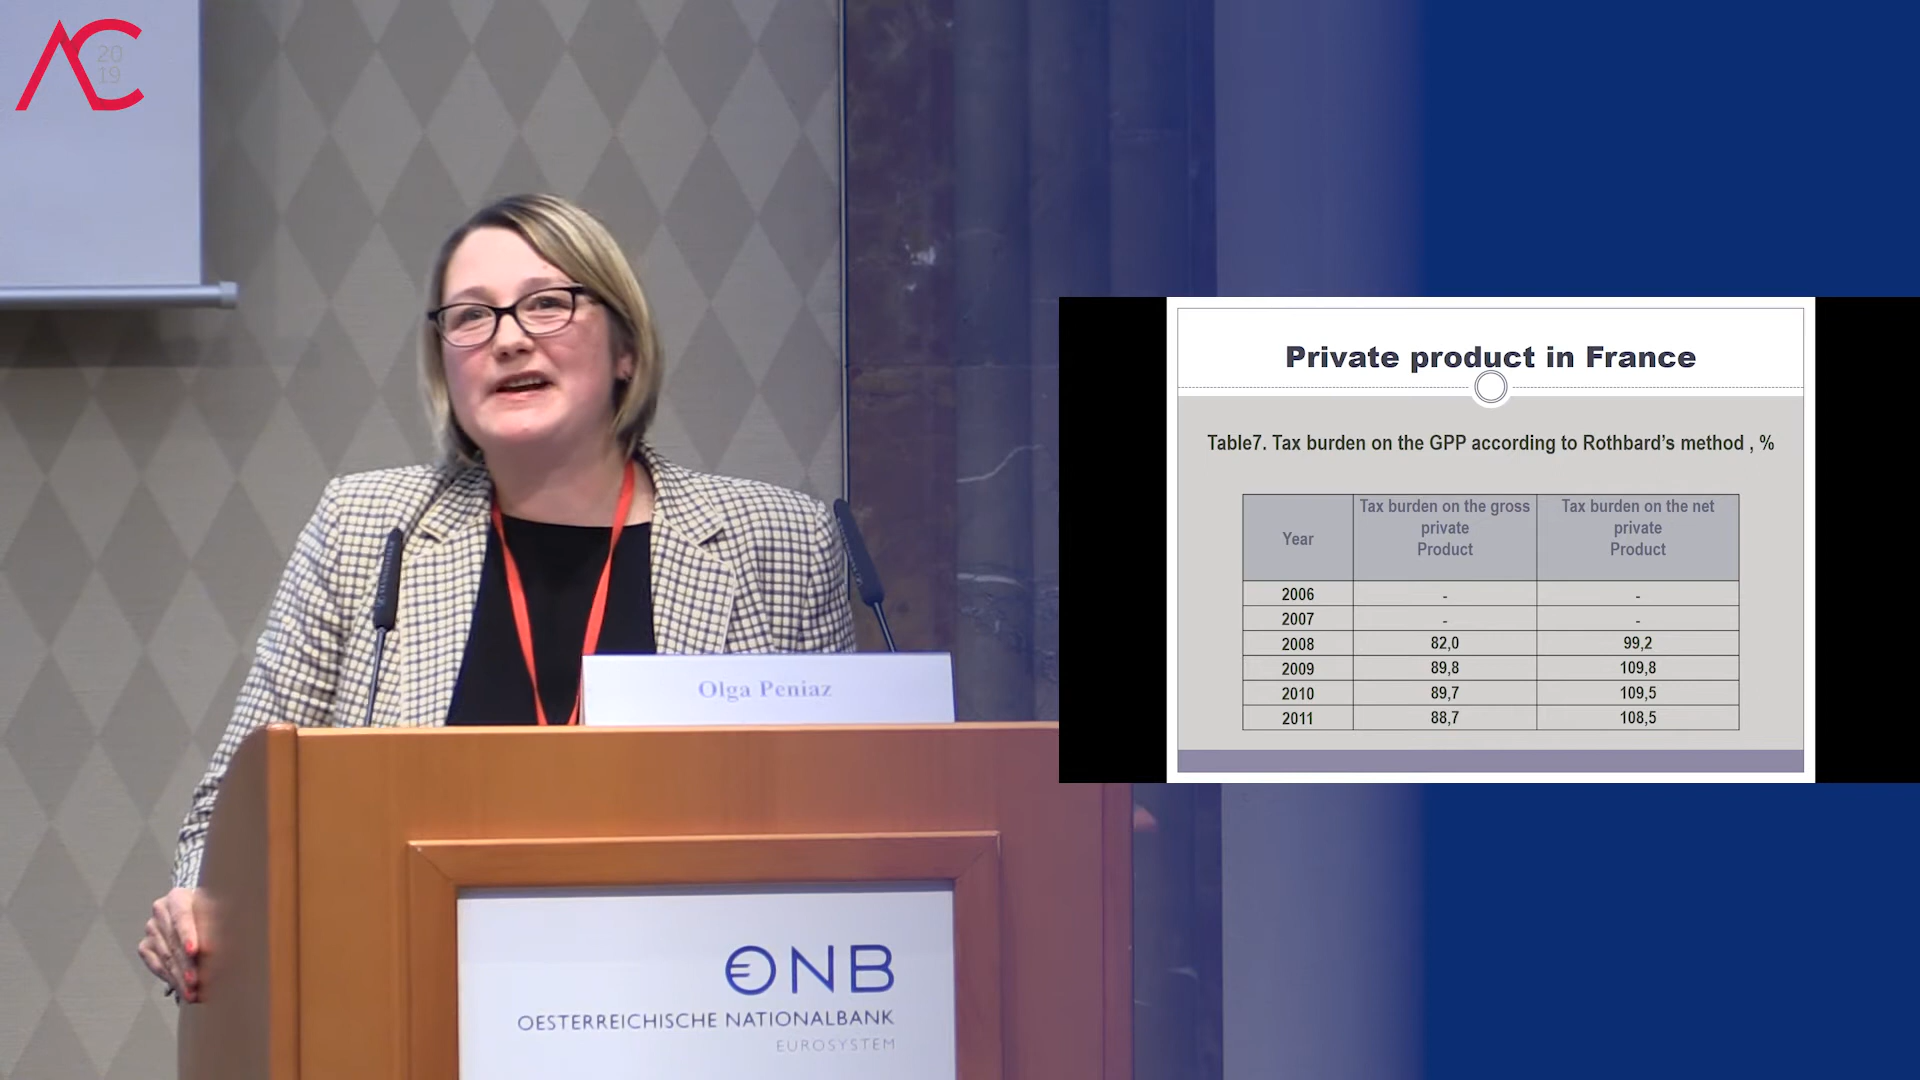 AC
20
19
Olga Peniaz
ONB
OESTERREICHISCHE NATIONALBANK
EUROSYSTEM
Private product in France
Table7. Tax burden on the GPP according to Rothbard's method , %
Year
Tax burden on the gross
private
Product
Tax burden on the net
private
Product
2006 - -
2007 - -
2008 82,0 99,2
2009 89,8 109,8
2010 89,7 109,5
2011 88,7 108,5